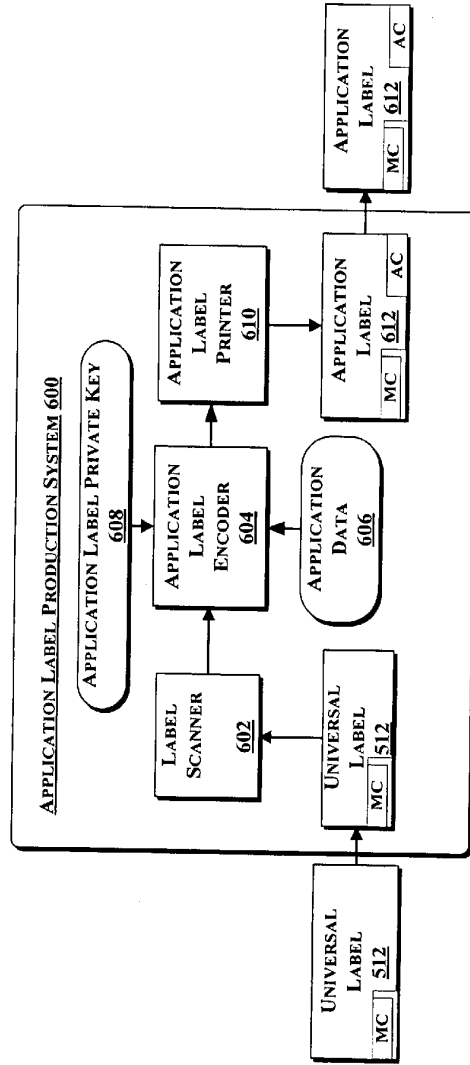 APPLICATION LABEL PRODUCTION SYSTEM 600
APPLICATION LABEL PRIVATE KEY
608
LABEL
SCANNER
602
APPLICATION
LABEL
ENCODER
604
APPLICATION
LABEL
PRINTER
610
UNIVERSAL
LABEL
512
MC
UNIVERSAL
LABEL
512
MC
APPLICATION
DATA
606
APPLICATION
LABEL
612
MC
AC
APPLICATION
LABEL
612
MC
AC